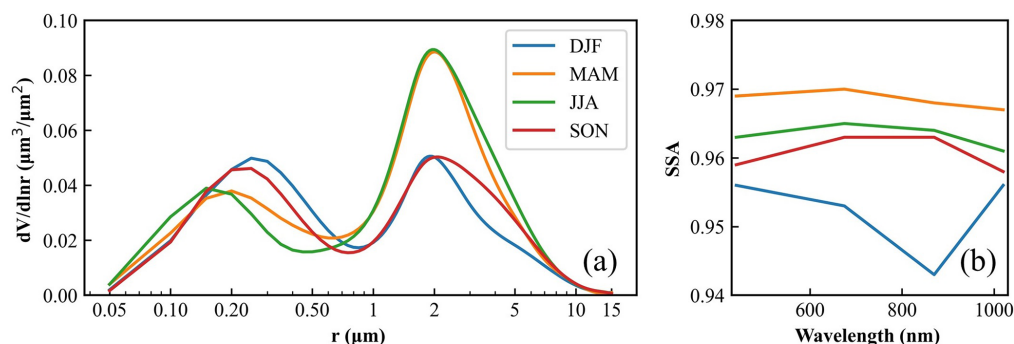 0.10
0.08
0.06
0.04
0.02
0.00
dV/dlnr (μm³/μm²)
0.05 0.10 0.20 0.50 1 2 5 10 15
r (μm)
DJF
MAM
JJA
SON
(a)
0.98
0.97
0.96
0.95
0.94
SSA
600 800 1000
Wavelength (nm)
(b)